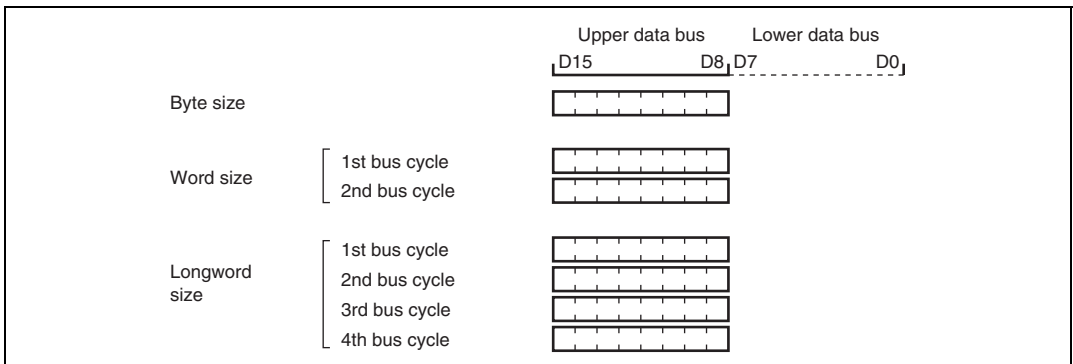 Upper data bus Lower data bus
D15 D8 D7 D0
Byte size
Word size
1st bus cycle
2nd bus cycle
Longword
size
1st bus cycle
2nd bus cycle
3rd bus cycle
4th bus cycle